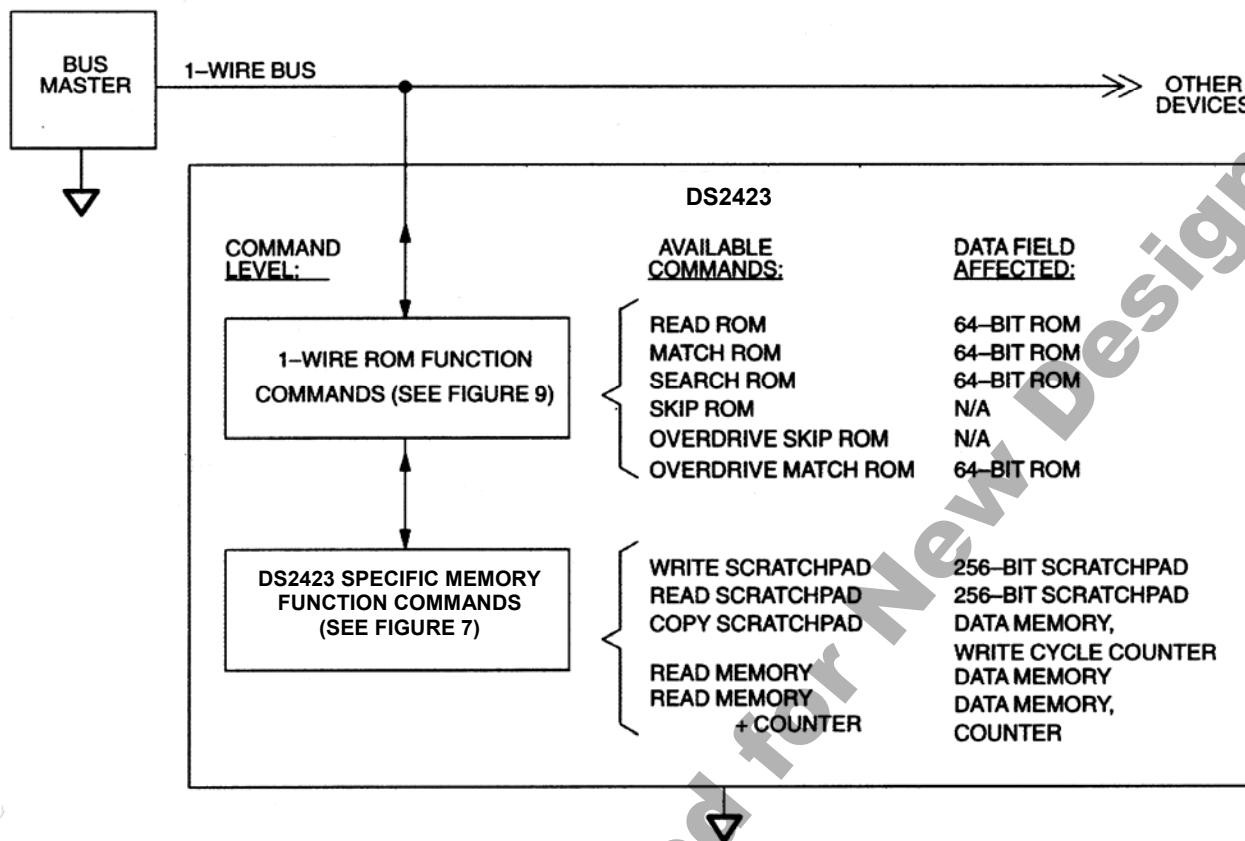 BUS
MASTER
1–WIRE BUS
OTHER
DEVICES
DS2423
COMMAND
LEVEL:
AVAILABLE
COMMANDS:
DATA FIELD
AFFECTED:
1–WIRE ROM FUNCTION
COMMANDS (SEE FIGURE 9)
READ ROM 64–BIT ROM
MATCH ROM 64–BIT ROM
SEARCH ROM 64–BIT ROM
SKIP ROM N/A
OVERDRIVE SKIP ROM N/A
OVERDRIVE MATCH ROM 64–BIT ROM
DS2423 SPECIFIC MEMORY
FUNCTION COMMANDS
(SEE FIGURE 7)
WRITE SCRATCHPAD 256–BIT SCRATCHPAD
READ SCRATCHPAD 256–BIT SCRATCHPAD
COPY SCRATCHPAD DATA MEMORY,
WRITE CYCLE COUNTER
READ MEMORY DATA MEMORY
READ MEMORY DATA MEMORY,
+ COUNTER COUNTER
for New Design